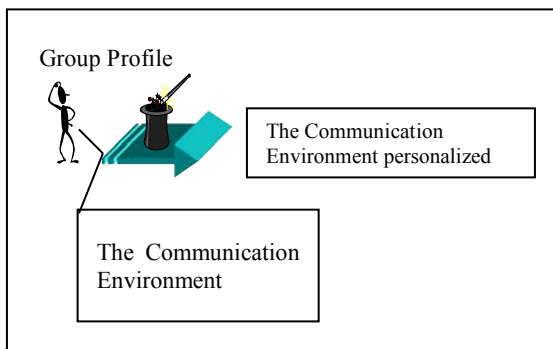 Group Profile
The Communication
Environment personalized
The Communication
Environment